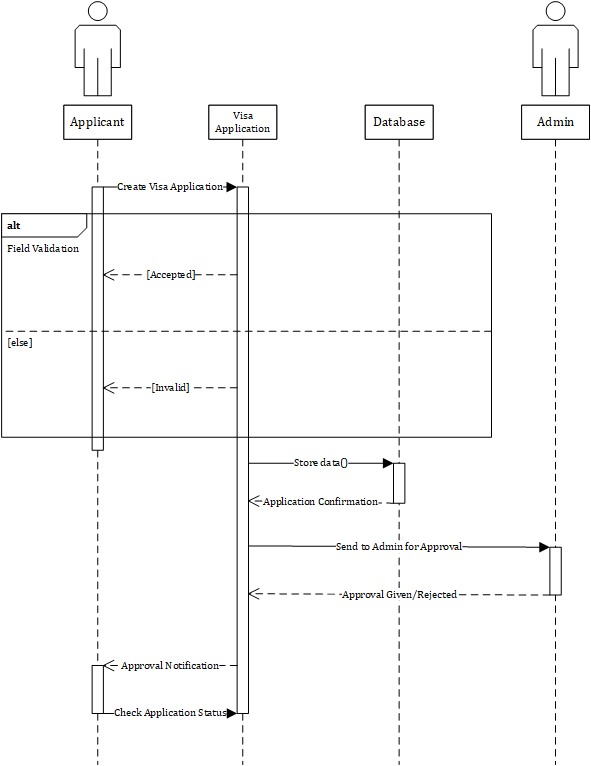 Applicant
Visa
Application
Database
Admin
Create Visa Application
alt
Field Validation
[Accepted]
[else]
[Invalid]
Store data()
Application Confirmation
Send to Admin for Approval
Approval Given/Rejected
Approval Notification
Check Application Status